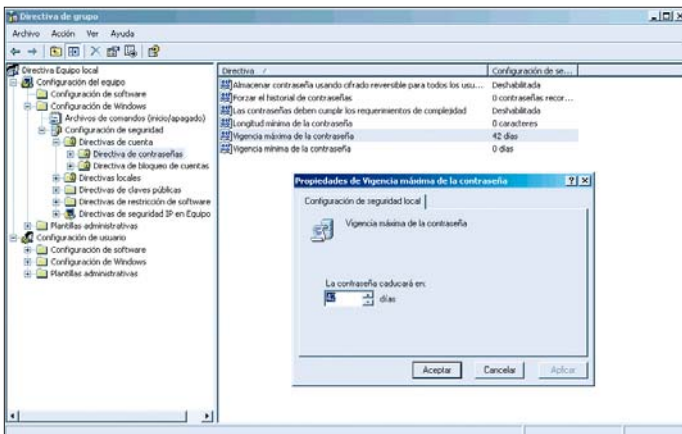 Directiva de grupo
Archivo Acción Ver Ayuda
Directiva Equipo local
Configuración del equipo
Configuración de software
Configuración de Windows
Archivos de comandos (inicio/apagado)
Configuración de seguridad
Directivas de cuenta
Directiva de contraseñas
Directiva de bloqueo de cuentas
Directivas locales
Directivas de claves públicas
Directivas de restricción de software
Directivas de seguridad IP en Equipo
Plantillas administrativas
Configuración de usuario
Configuración de software
Configuración de Windows
Plantillas administrativas
Directiva / Configuración de se...
Almacenar contraseña usando cifrado reversible para todos los usu... Deshabilitada
Forzar el historial de contraseñas 0 contraseñas recor...
Las contraseñas deben cumplir los requerimientos de complejidad Deshabilitada
Longitud mínima de la contraseña 0 caracteres
Vigencia máxima de la contraseña 42 días
Vigencia mínima de la contraseña 0 días
Propiedades de Vigencia máxima de la contraseña
Configuración de seguridad local
Vigencia máxima de la contraseña
La contraseña caducará en:
42 días
Aceptar Cancelar Aplicar